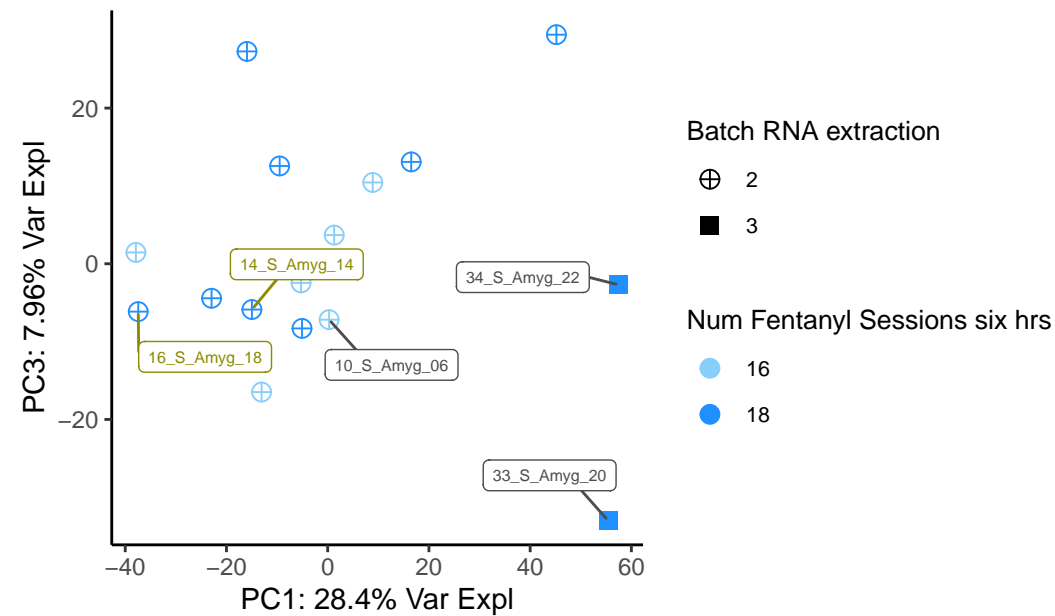 20
0
−20
PC3: 7.96% Var Expl
14_S_Amyg_14
34_S_Amyg_22
16_S_Amyg_18
10_S_Amyg_06
33_S_Amyg_20
−40 −20 0 20 40 60
PC1: 28.4% Var Expl
Batch RNA extraction
2
3
Num Fentanyl Sessions six hrs
16
18